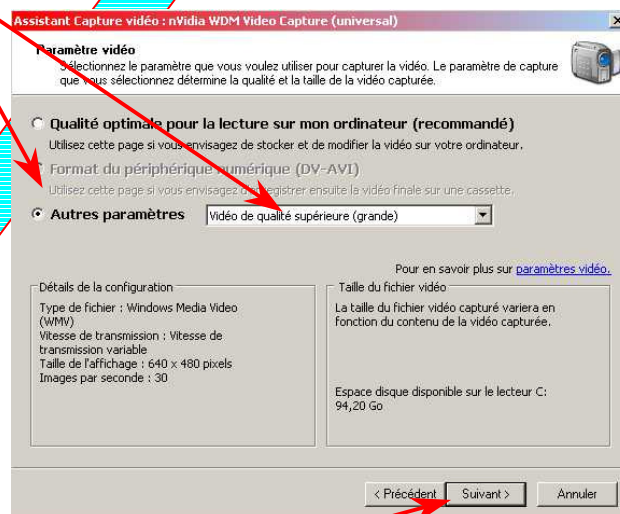 Assistant Capture vidéo : nVidia WDM Video Capture (universal)
Paramètre vidéo
Sélectionnez le paramètre que vous voulez utiliser pour capturer la vidéo. Le paramètre de capture
que vous sélectionnez détermine la qualité et la taille de la vidéo capturée.
Qualité optimale pour la lecture sur mon ordinateur (recommandé)
Utilisez cette page si vous envisagez de stocker et de modifier la vidéo sur votre ordinateur.
Format du périphérique numérique (DV-AVI)
Utilisez cette page si vous envisagez d'enregistrer ensuite la vidéo finale sur une cassette.
Autres paramètres Vidéo de qualité supérieure (grande)
Pour en savoir plus sur paramètres vidéo.
Détails de la configuration
Type de fichier : Windows Media Video
(WMV)
Vitesse de transmission : Vitesse de
transmission variable
Taille de l'affichage : 640 x 480 pixels
Images par seconde : 30
Taille du fichier vidéo
La taille du fichier vidéo capturé variera en
fonction du contenu de la vidéo capturée.
Espace disque disponible sur le lecteur C:
94,20 Go
< Précédent Suivant > Annuler